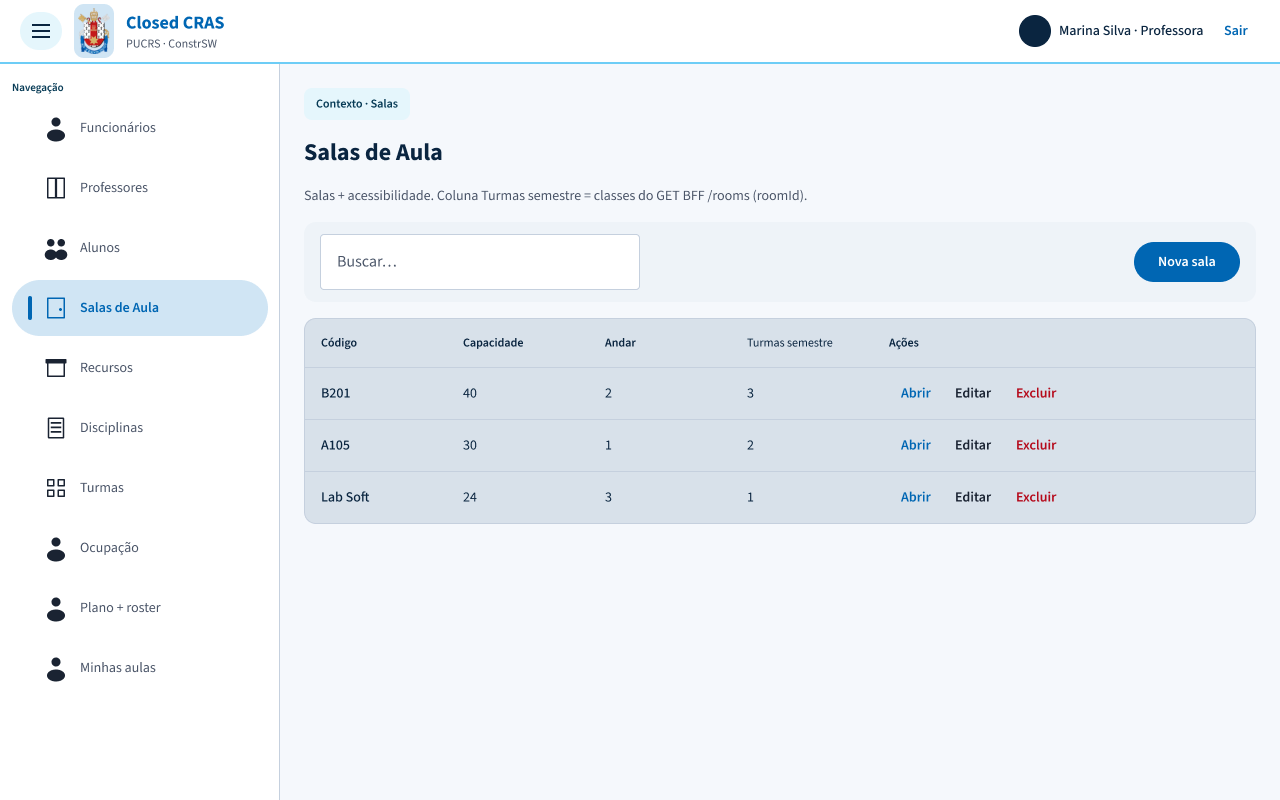 Closed CRAS
PUCRS · ConstrSW
Marina Silva · Professora
Sair
Navegação
Funcionários
Professores
Alunos
Salas de Aula
Recursos
Disciplinas
Turmas
Ocupação
Plano + roster
Minhas aulas
Contexto · Salas
Salas de Aula
Salas + acessibilidade. Coluna Turmas semestre = classes do GET BFF /rooms (roomId).
Buscar…
Nova sala
Código Capacidade Andar Turmas semestre Ações
B201 40 2 3 Abrir Editar Excluir
A105 30 1 2 Abrir Editar Excluir
Lab Soft 24 3 1 Abrir Editar Excluir